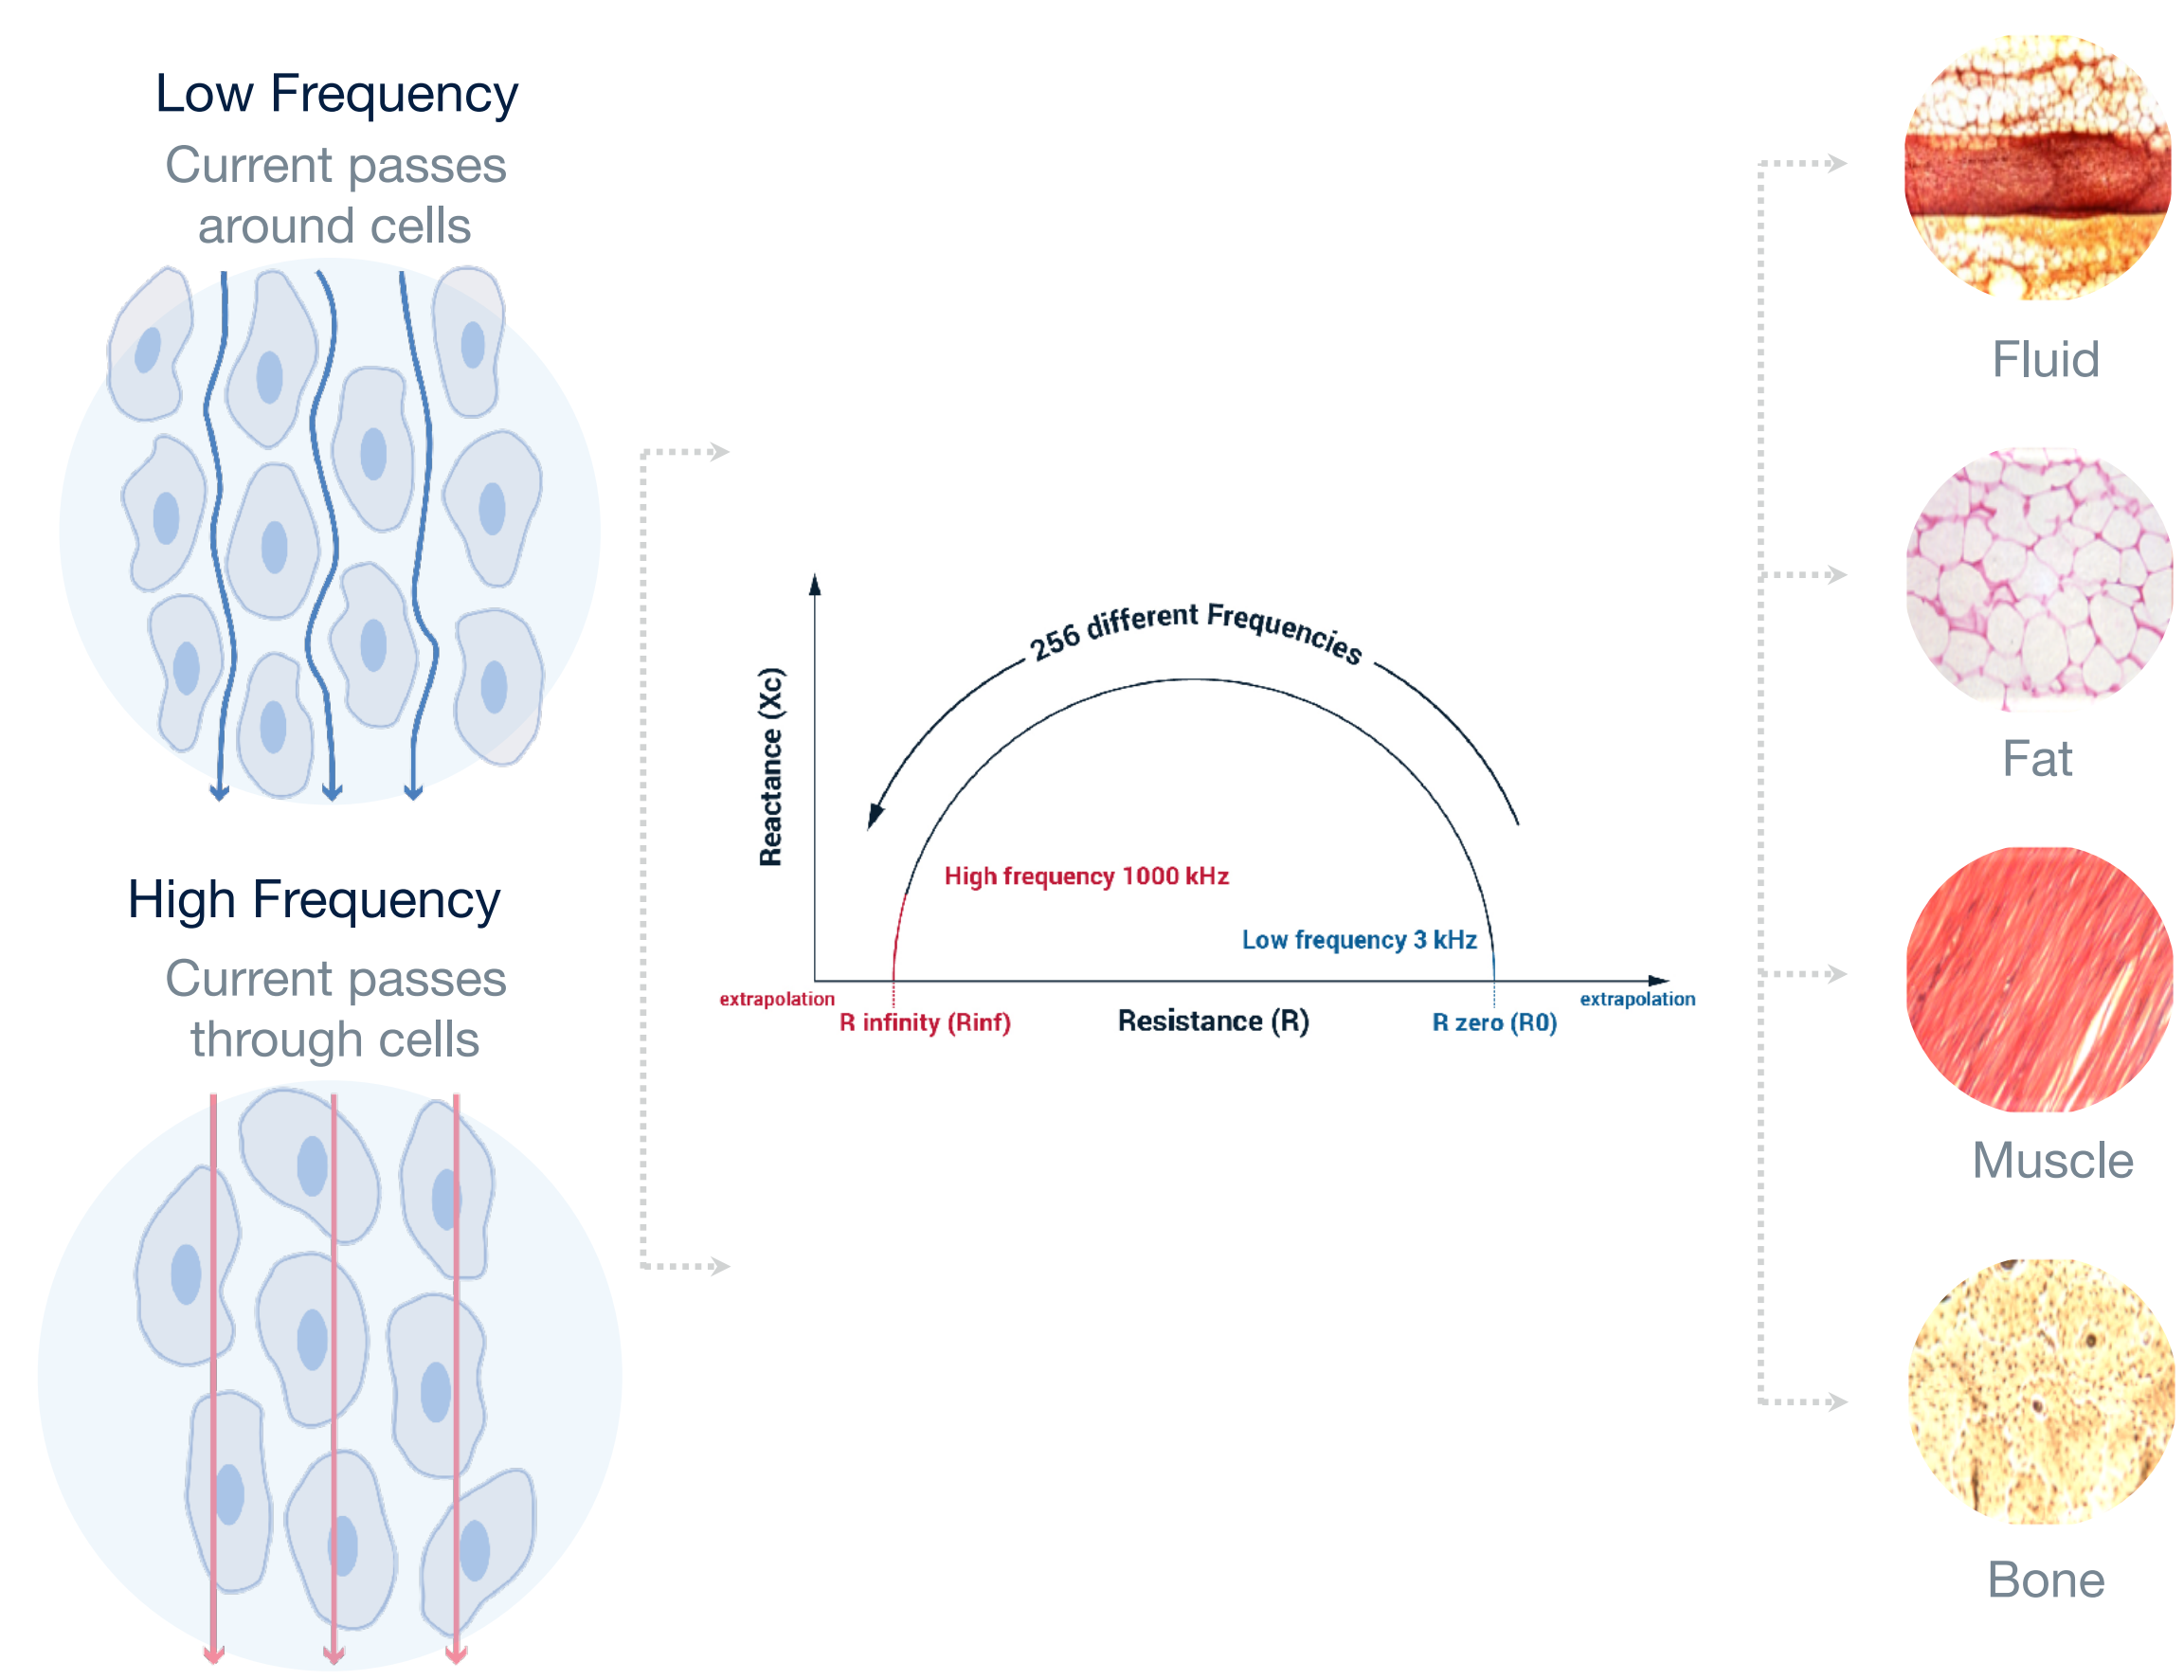 Low Frequency
Current passes
around cells
High Frequency
Current passes
through cells
256 different Frequencies
Reactance (Xc)
High frequency 1000 kHz
Low frequency 3 kHz
extrapolation
R infinity (Rinf)
Resistance (R)
R zero (R0)
extrapolation
Fluid
Fat
Muscle
Bone